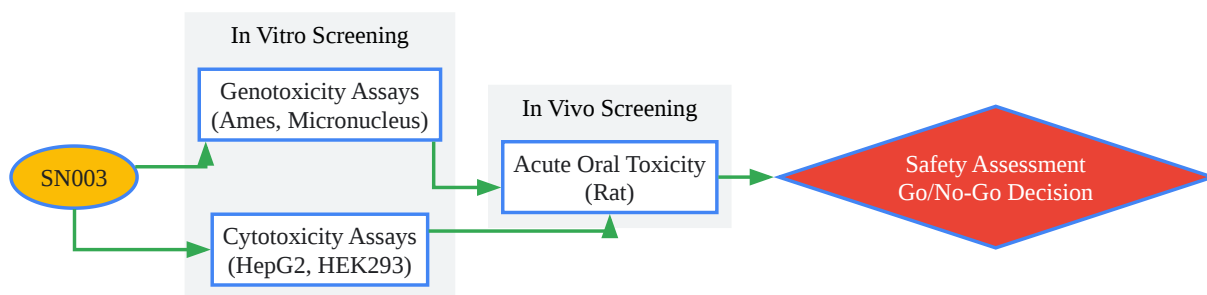 SN003
In Vitro Screening
Genotoxicity Assays
(Ames, Micronucleus)
Cytotoxicity Assays
(HepG2, HEK293)
In Vivo Screening
Acute Oral Toxicity
(Rat)
Safety Assessment
Go/No-Go Decision